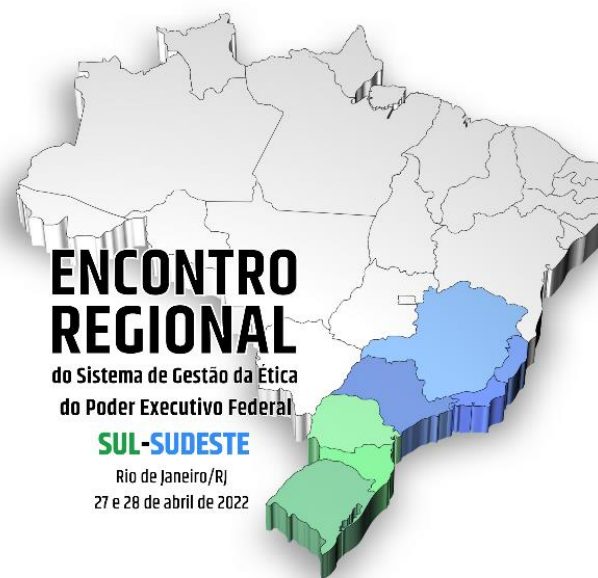 ENCONTRO
REGIONAL
do Sistema de Gestão da Ética
do Poder Executivo Federal
SUL-SUDESTE
Rio de Janeiro/RJ
27 e 28 de abril de 2022